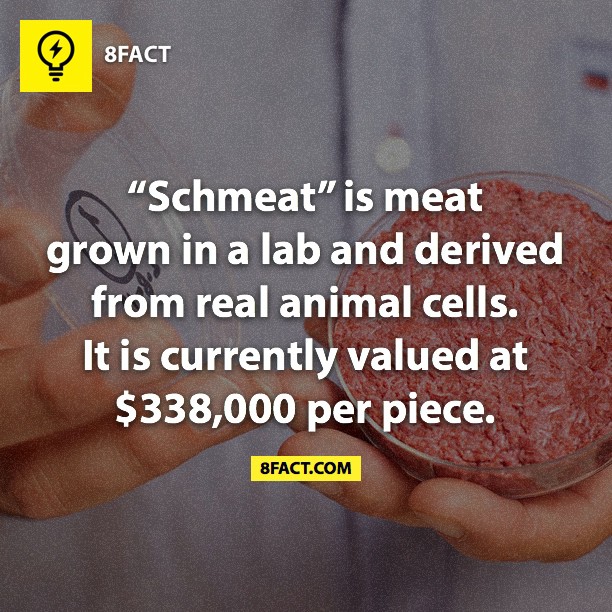 8FACT
“Schmeat” is meat
grown in a lab and derived
from real animal cells.
It is currently valued at
$338,000 per piece.
8FACT.COM